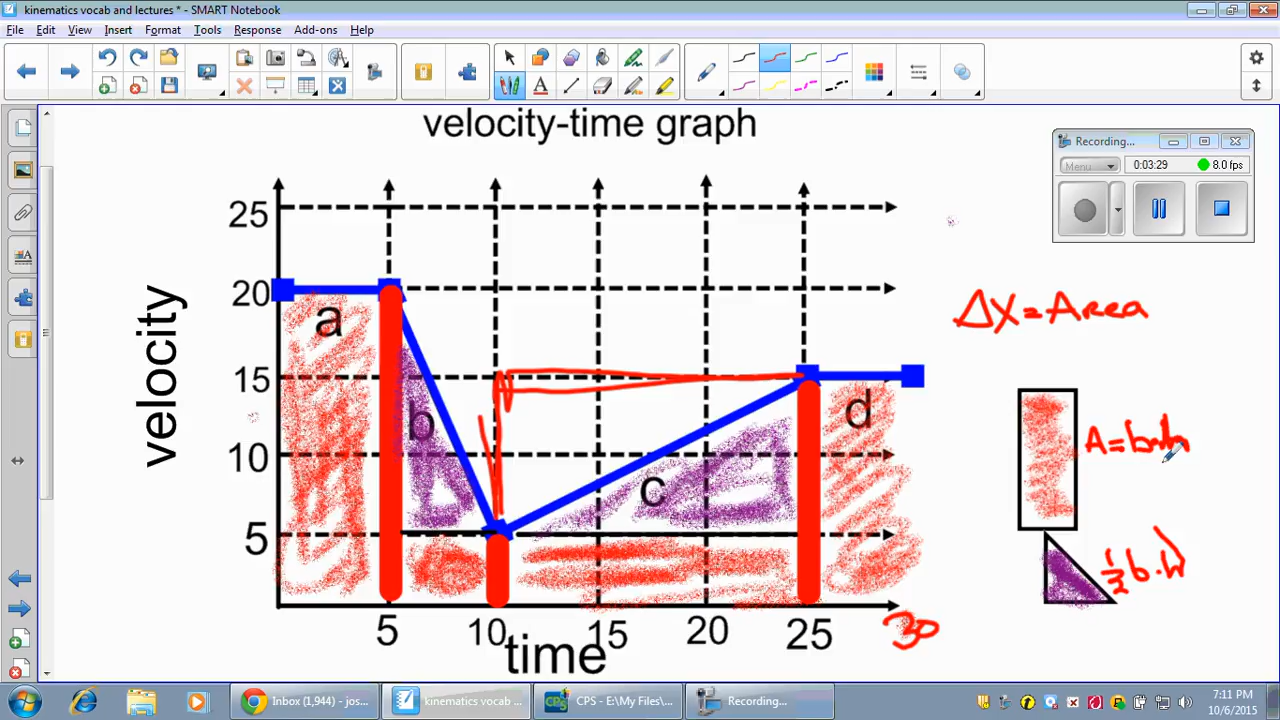 kinematics vocab and lectures * - SMART Notebook
File Edit View Insert Format Tools Response Add-ons Help
velocity-time graph
Recording...
Menu
0:03:29
8.0 fps
25
20
15
10
5
velocity
a
b
c
d
5
10
15
20
25
30
time
ΔX=Area
A=b·h
1/2 b·h
Inbox (1,944) - jos...
kinematics vocab ...
CPS - E:\My Files\...
Recording...
7:11 PM
10/6/2015